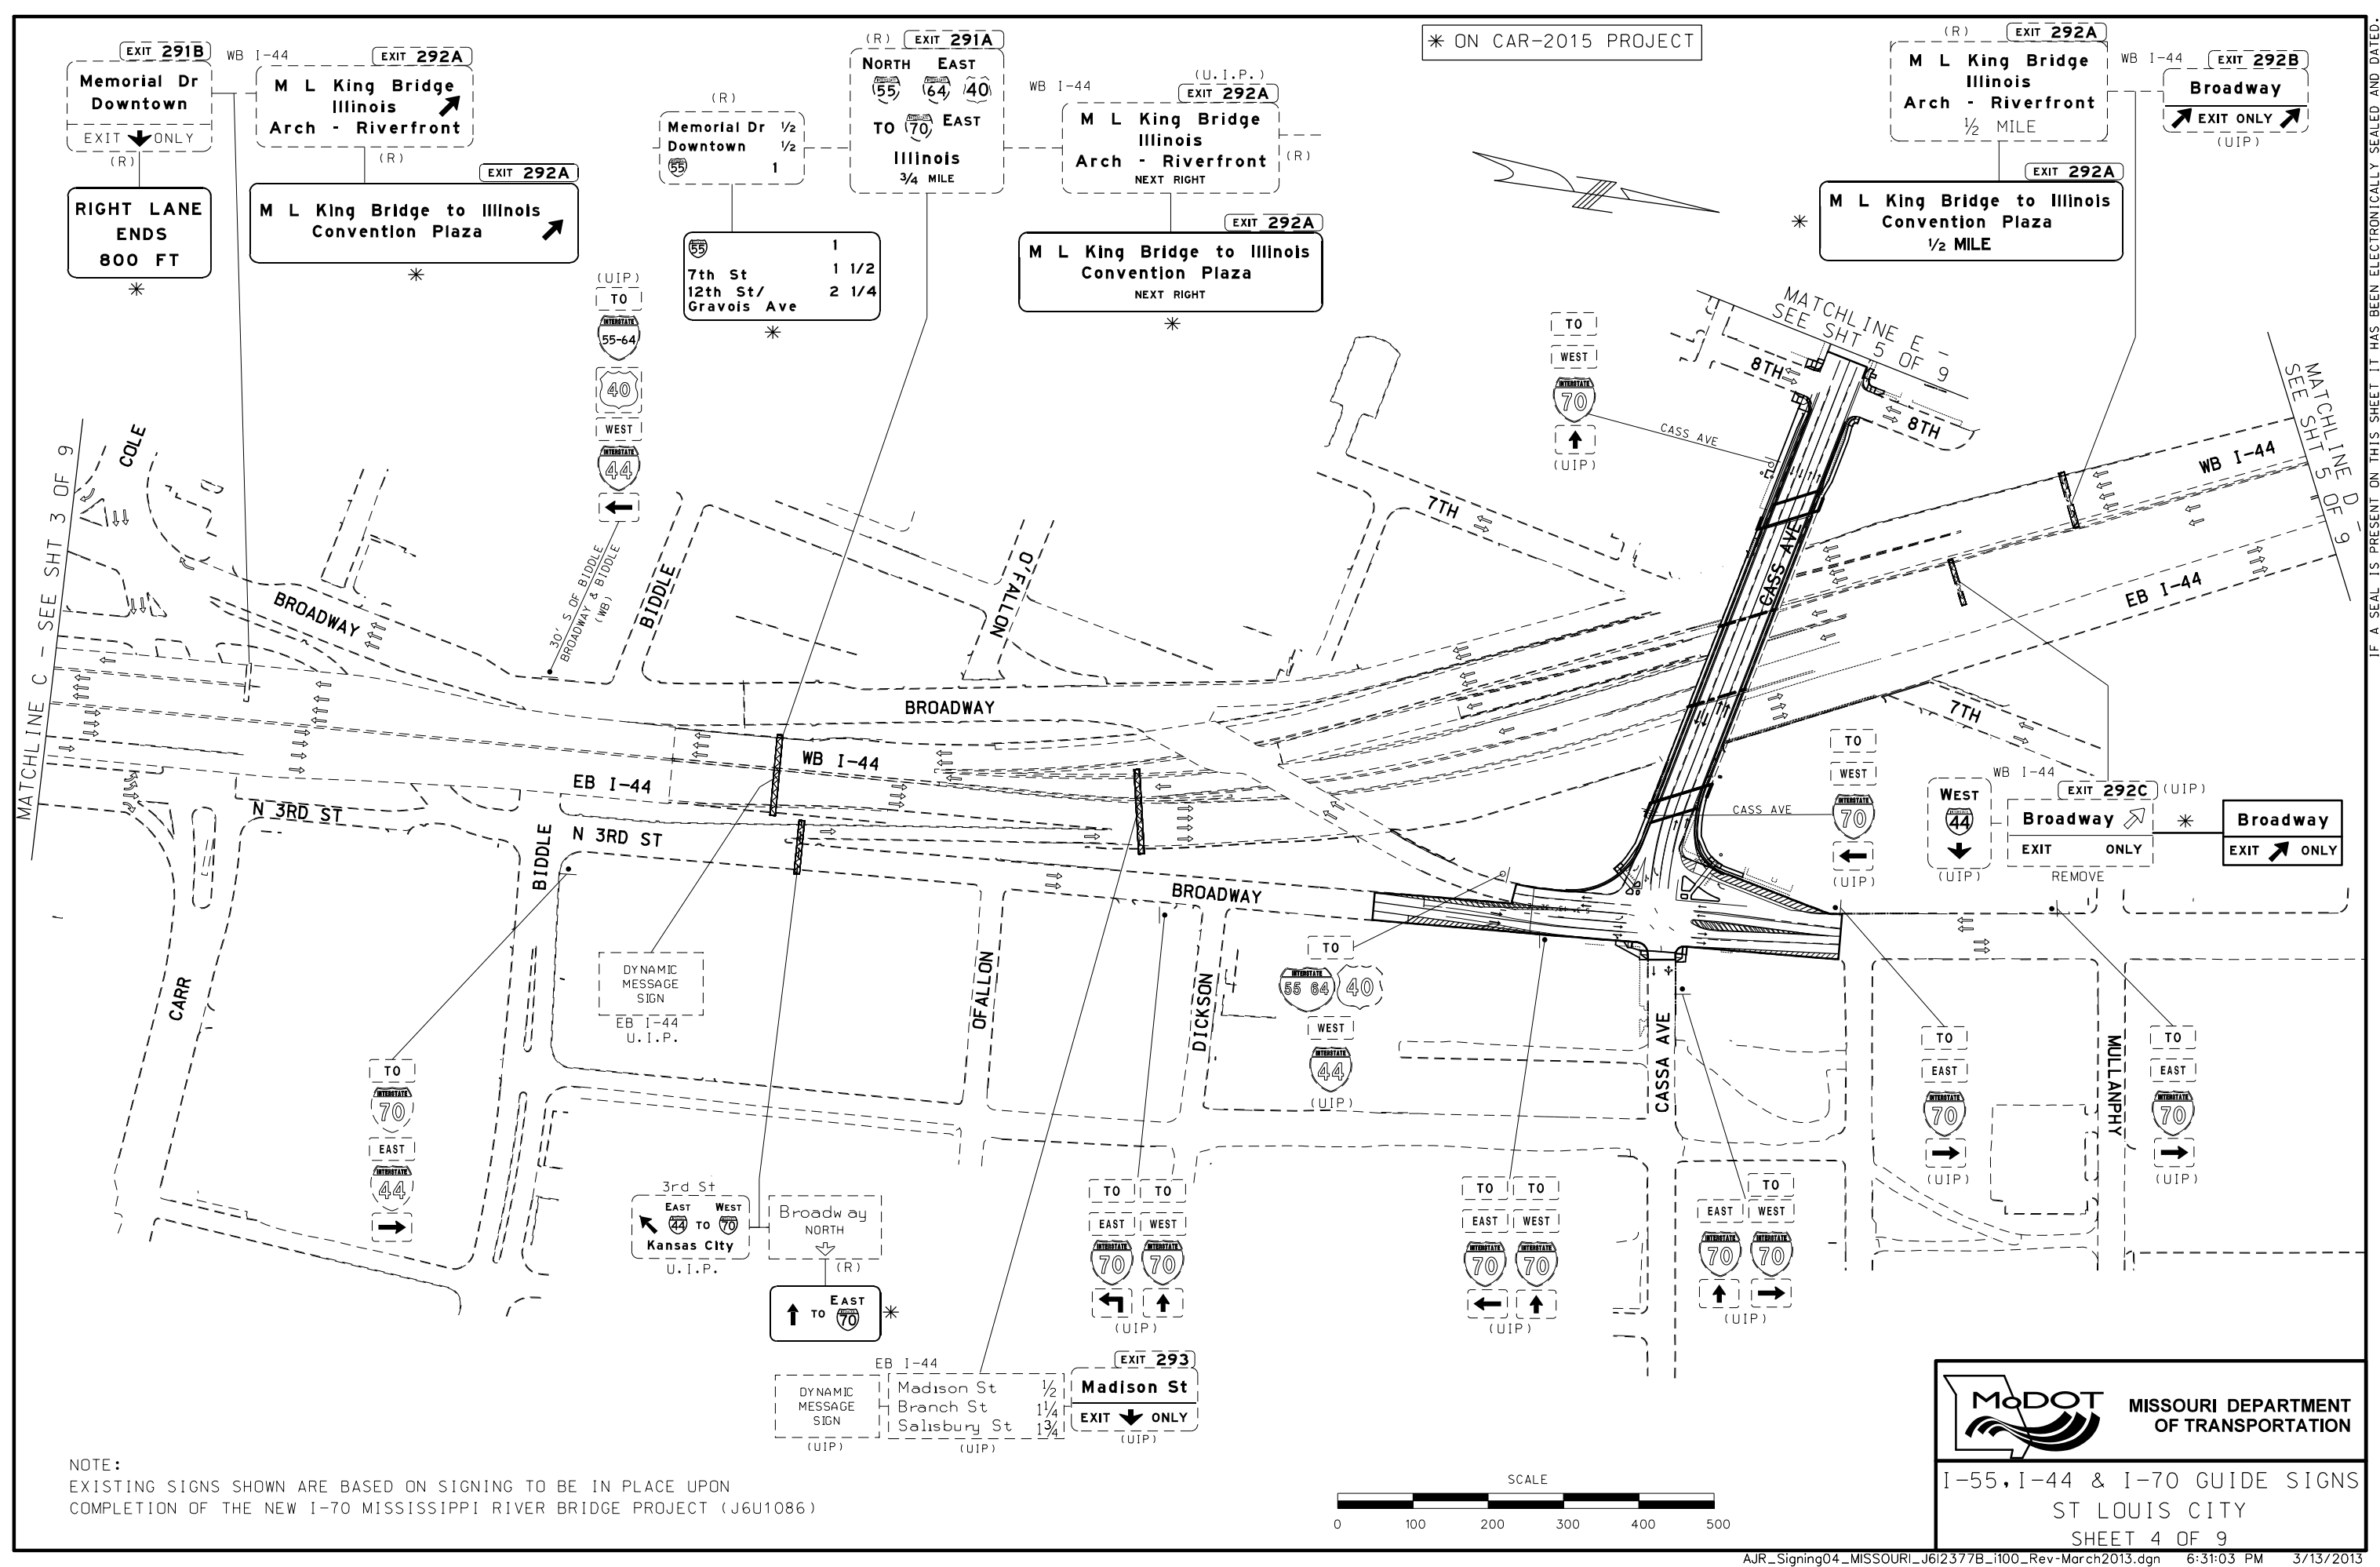 EXIT 291B
Memorial Dr
Downtown
EXIT ONLY
(R)
RIGHT LANE
ENDS
800 FT
*
WB I-44
EXIT 292A
M L King Bridge
Illinois
Arch - Riverfront
(R)
EXIT 292A
M L King Bridge to Illinois
Convention Plaza
*
(UIP)
TO
INTERSTATE
55-64
40
WEST
INTERSTATE
44
30' S OF BIDDLE
BROADWAY & BIDDLE
(WB)
(R)
Memorial Dr 1/2
Downtown 1/2
55 1
55 1
7th St 1 1/2
12th St/ 2 1/4
Gravois Ave
*
(R)
EXIT 291A
NORTH EAST
55 64 40
TO 70 EAST
Illinois
3/4 MILE
WB I-44
(U.I.P.)
EXIT 292A
M L King Bridge
Illinois
Arch - Riverfront
NEXT RIGHT
(R)
EXIT 292A
M L King Bridge to Illinois
Convention Plaza
NEXT RIGHT
*
* ON CAR-2015 PROJECT
(R)
EXIT 292A
M L King Bridge
Illinois
Arch - Riverfront
1/2 MILE
WB I-44
EXIT 292B
Broadway
EXIT ONLY
(UIP)
EXIT 292A
M L King Bridge to Illinois
Convention Plaza
1/2 MILE
*
IF A SEAL IS PRESENT ON THIS SHEET IT HAS BEEN ELECTRONICALLY SEALED AND DATED.
TO
WEST
INTERSTATE
70
(UIP)
CASS AVE
MATCHLINE E -
SEE SHT 5 OF 9
8TH
8TH
MATCHLINE D -
SEE SHT 5 OF 9
MATCHLINE C - SEE SHT 3 OF 9
COLE
BROADWAY
BIDDLE
O'FALLON
7TH
CASS AVE
WB I-44
EB I-44
7TH
BROADWAY
WB I-44
EB I-44
N 3RD ST
N 3RD ST
BIDDLE
BROADWAY
CARR
OFALLON
DICKSON
CASSA AVE
MULLANPHY
TO
WEST
INTERSTATE
70
(UIP)
CASS AVE
WEST
44
(UIP)
WB I-44
EXIT 292C
(UIP)
Broadway
EXIT ONLY
REMOVE
*
Broadway
EXIT ONLY
DYNAMIC
MESSAGE
SIGN
EB I-44
U.I.P.
TO
INTERSTATE
55 64
40
WEST
INTERSTATE
44
(UIP)
TO
INTERSTATE
70
EAST
INTERSTATE
44
TO
EAST
INTERSTATE
70
(UIP)
TO
EAST
INTERSTATE
70
(UIP)
3rd St
EAST WEST
44 TO 70
Kansas City
U.I.P.
Broadway
NORTH
(R)
EAST
TO 70
*
TO TO
EAST WEST
INTERSTATE INTERSTATE
70 70
(UIP)
TO TO
EAST WEST
INTERSTATE INTERSTATE
70 70
(UIP)
TO
EAST WEST
INTERSTATE INTERSTATE
70 70
(UIP)
EB I-44
DYNAMIC
MESSAGE
SIGN
(UIP)
Madison St 1/2
Branch St 1 1/4
Salisbury St 1 3/4
(UIP)
EXIT 293
Madison St
EXIT ONLY
(UIP)
NOTE:
EXISTING SIGNS SHOWN ARE BASED ON SIGNING TO BE IN PLACE UPON
COMPLETION OF THE NEW I-70 MISSISSIPPI RIVER BRIDGE PROJECT (J6U1086)
SCALE
0 100 200 300 400 500
MoDOT
MISSOURI DEPARTMENT
OF TRANSPORTATION
I-55, I-44 & I-70 GUIDE SIGNS
ST LOUIS CITY
SHEET 4 OF 9
AJR_Signing04_MISSOURI_J6I2377B_i100_Rev-March2013.dgn 6:31:03 PM 3/13/2013